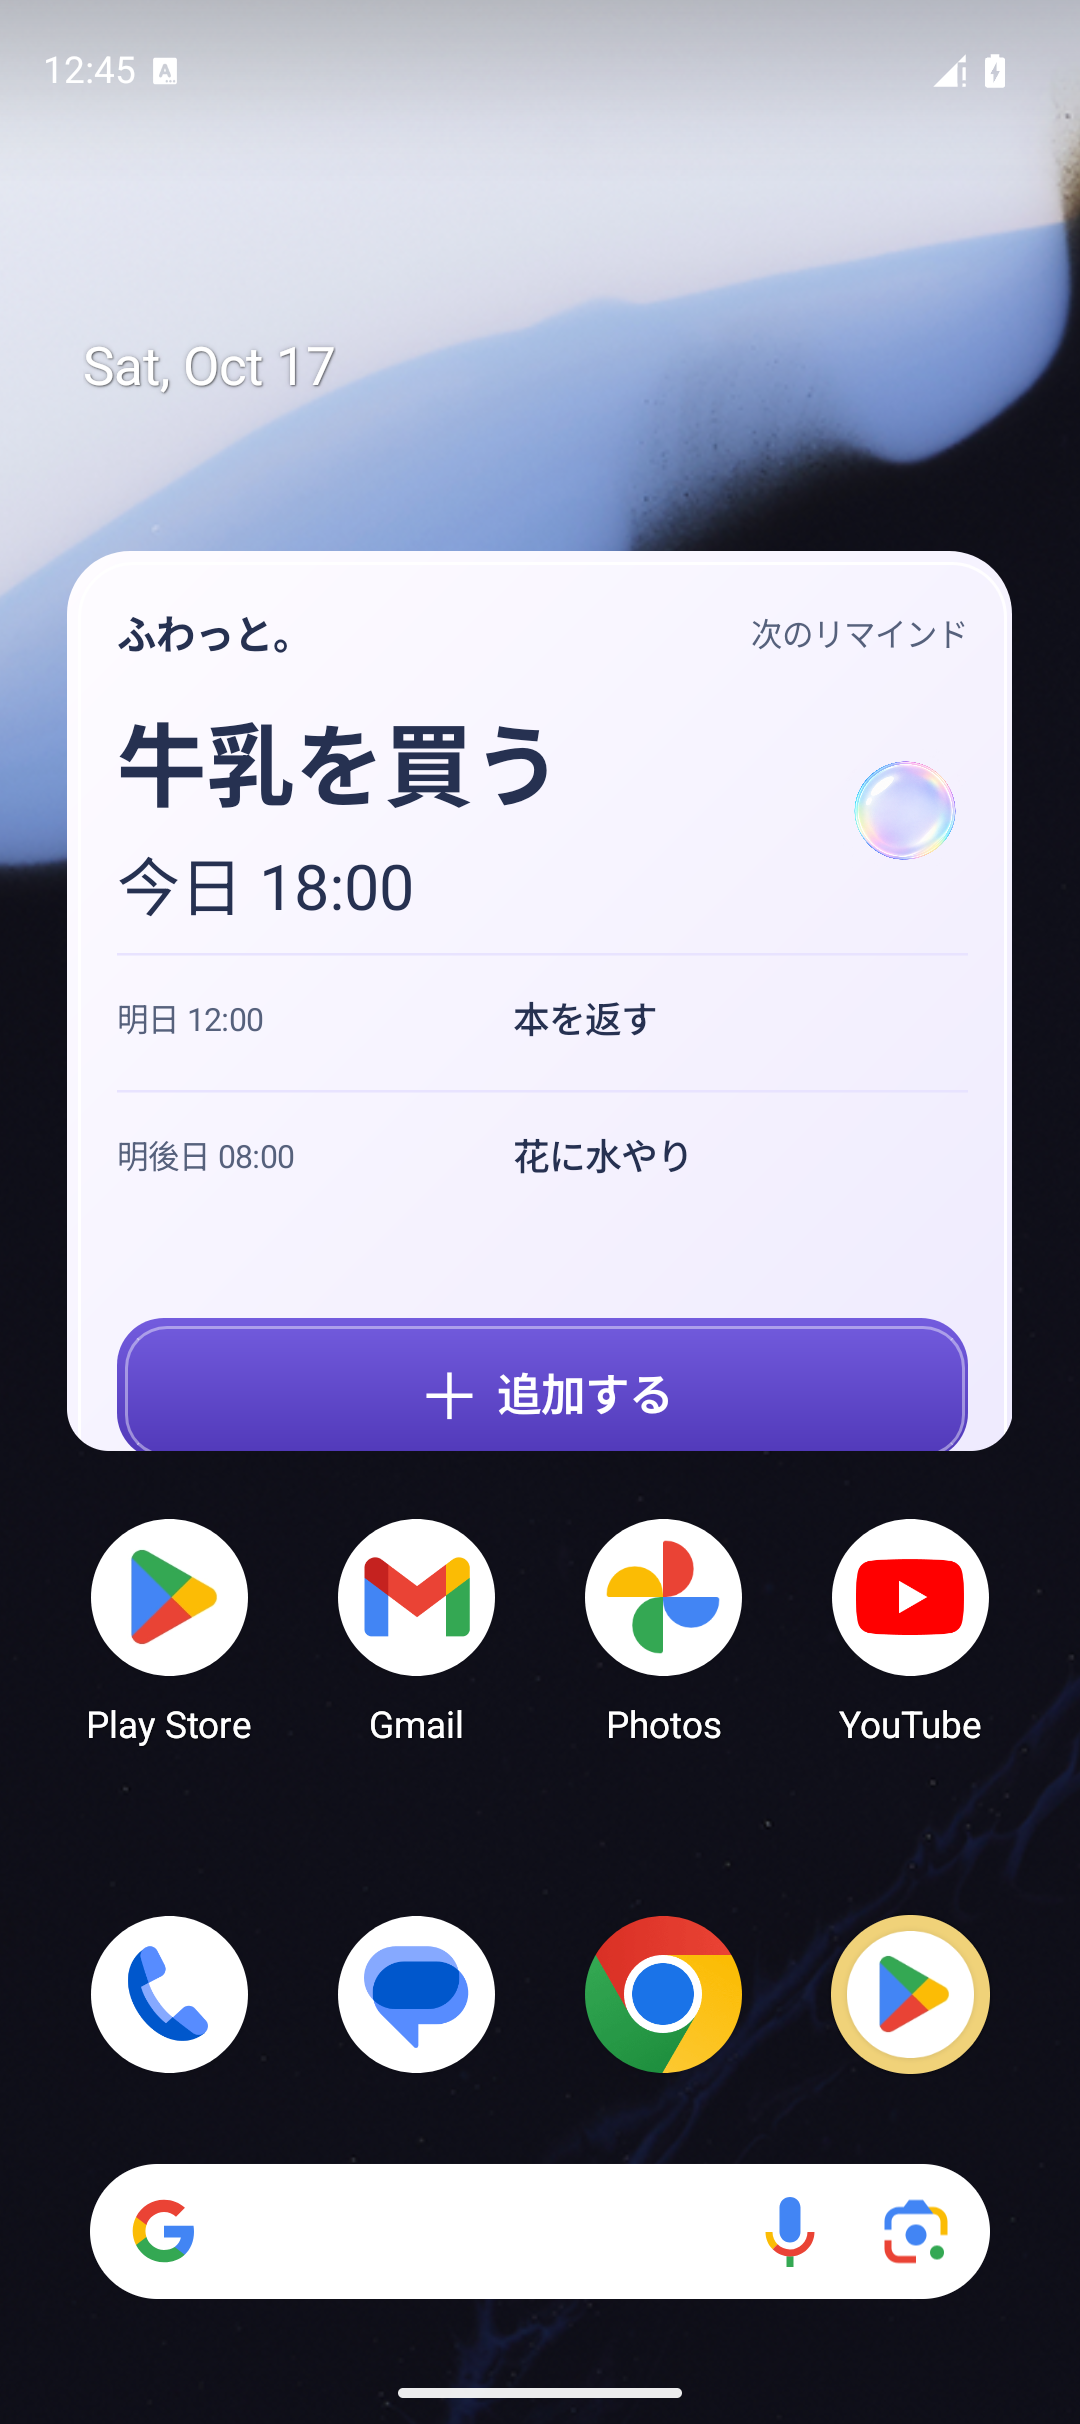 12:45
Sat, Oct 17
ふわっと。
次のリマインド
牛乳を買う
今日 18:00
明日 12:00 本を返す
明後日 08:00 花に水やり
追加する
Play Store Gmail Photos YouTube